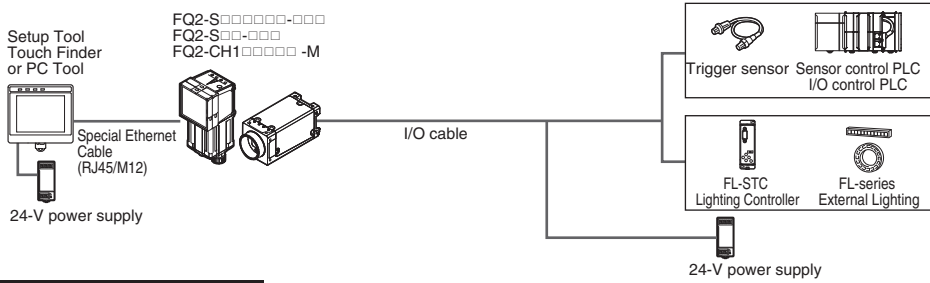 Setup Tool
Touch Finder
or PC Tool
FQ2-S□□□□□□-□□□
FQ2-S□□-□□□
FQ2-CH1□□□□□ -M
Special Ethernet
Cable
(RJ45/M12)
24-V power supply
I/O cable
Trigger sensor
Sensor control PLC
I/O control PLC
FL-STC
Lighting Controller
FL-series
External Lighting
24-V power supply